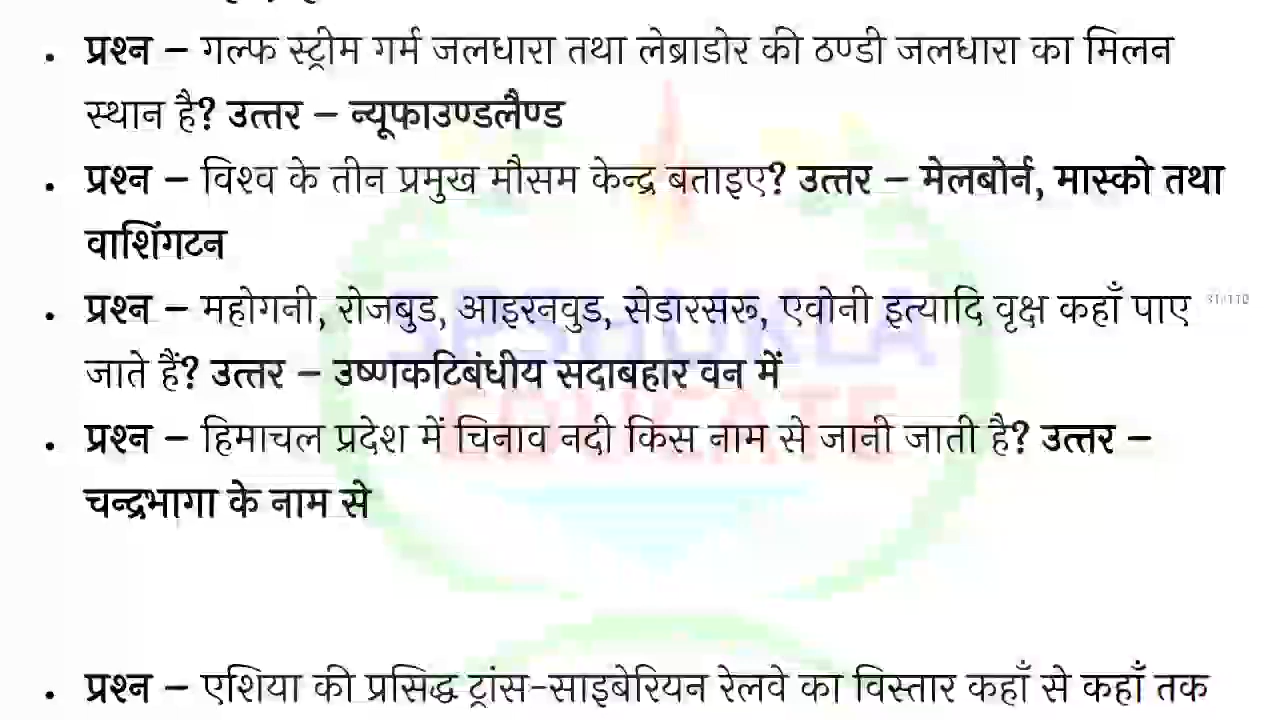 • प्रश्न – गल्फ स्ट्रीम गर्म जलधारा तथा लेब्राडोर की ठण्डी जलधारा का मिलन
स्थान है? उत्तर – न्यूफाउण्डलैण्ड
• प्रश्न – विश्व के तीन प्रमुख मौसम केन्द्र बताइए? उत्तर – मेलबोर्न, मास्को तथा
वाशिंगटन
• प्रश्न – महोगनी, रोजबुड, आइरनवुड, सेडारसरू, एवोनी इत्यादि वृक्ष कहाँ पाए
जाते हैं? उत्तर – उष्णकटिबंधीय सदाबहार वन में
• प्रश्न – हिमाचल प्रदेश में चिनाव नदी किस नाम से जानी जाती है? उत्तर –
चन्द्रभागा के नाम से
• प्रश्न – एशिया की प्रसिद्ध ट्रांस-साइबेरियन रेलवे का विस्तार कहाँ से कहाँ तक
SPSHUKLA
EDUCATE